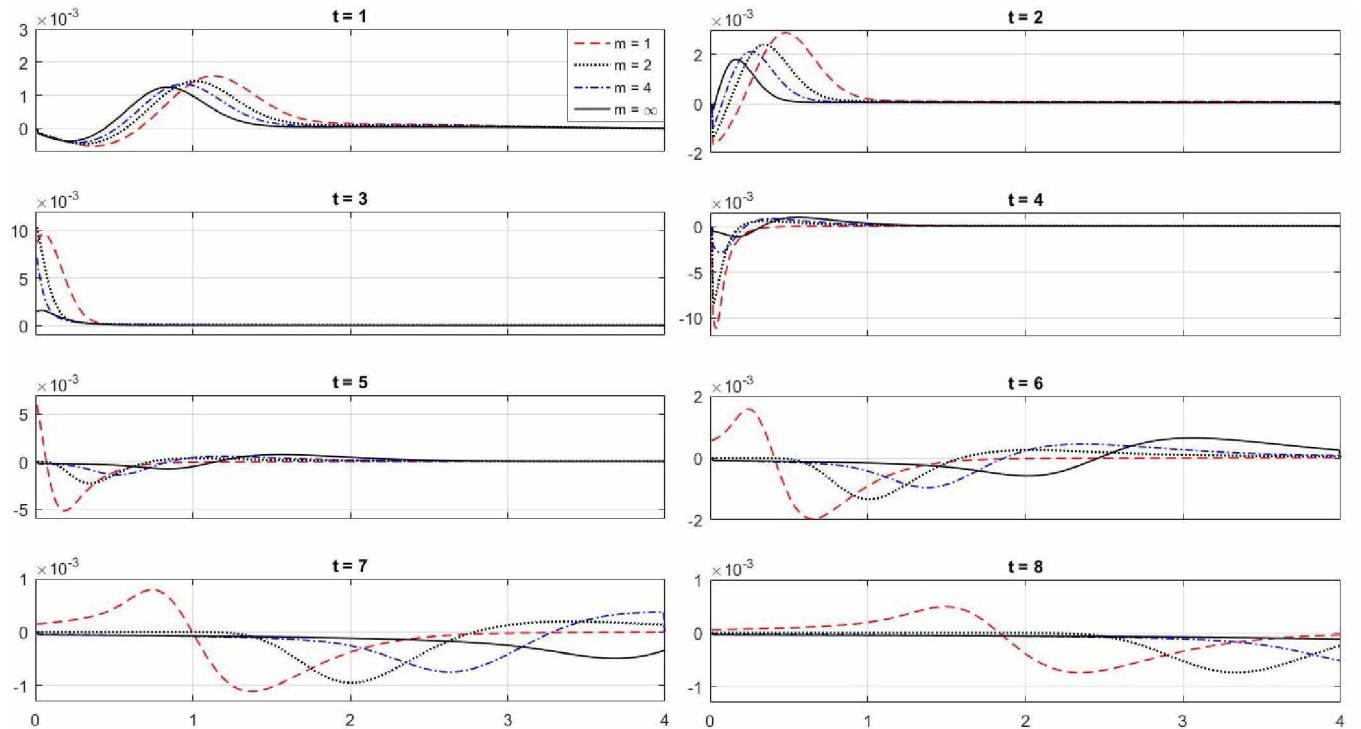 ×10⁻³
t = 1
3
2
1
0
m = 1
m = 2
m = 4
m = ∞
×10⁻³
t = 2
2
0
-2
×10⁻³
t = 3
10
5
0
×10⁻³
t = 4
0
-5
-10
×10⁻³
t = 5
5
0
-5
×10⁻³
t = 6
2
0
-2
×10⁻³
t = 7
1
0
-1
0 1 2 3 4
×10⁻³
t = 8
1
0
-1
0 1 2 3 4